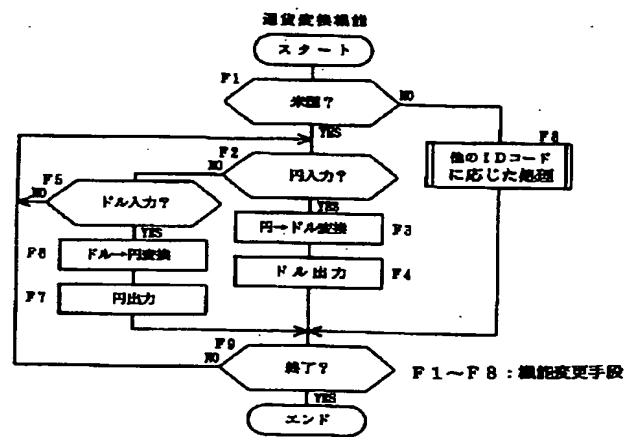 通貨変換機能
スタート
F1
米国？
NO
YES
F8
他のIDコード
に応じた処理
F2
NO
円入力？
YES
F5
NO
ドル入力？
YES
円→ドル変換
F3
F6
ドル→円変換
ドル出力
F4
F7
円出力
F9
NO
終了？
YES
F1〜F8：機能変更手段
エンド